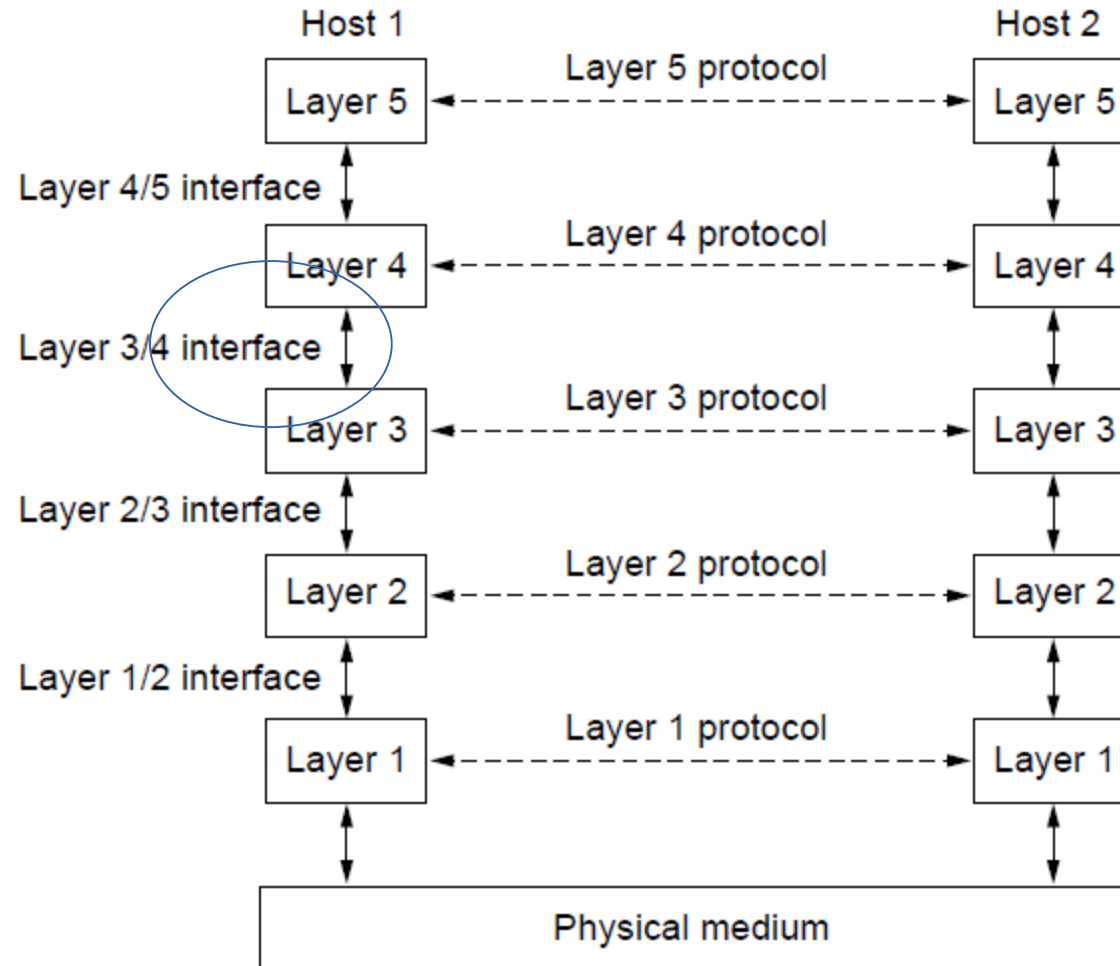 Host 1
Host 2
Layer 5 protocol
Layer 5
Layer 5
Layer 4/5 interface
Layer 4 protocol
Layer 4
Layer 4
Layer 3/4 interface
Layer 3 protocol
Layer 3
Layer 3
Layer 2/3 interface
Layer 2 protocol
Layer 2
Layer 2
Layer 1/2 interface
Layer 1 protocol
Layer 1
Layer 1
Physical medium